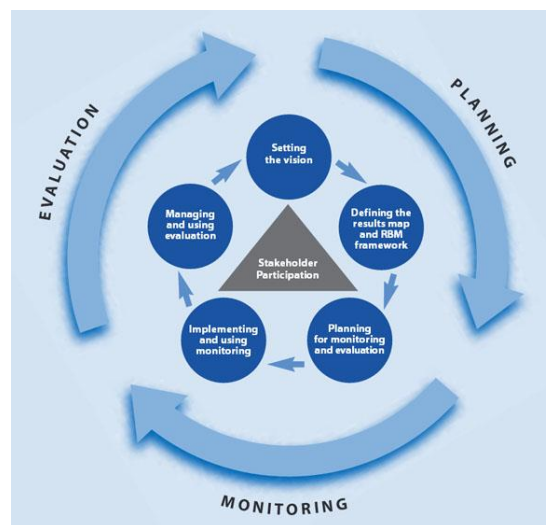 EVALUATION
PLANNING
Setting
the vision
Managing
and using
evaluation
Defining the
results map
and RBM
framework
Stakeholder
Participation
Implementing
and using
monitoring
Planning
for monitoring
and evaluation
MONITORING